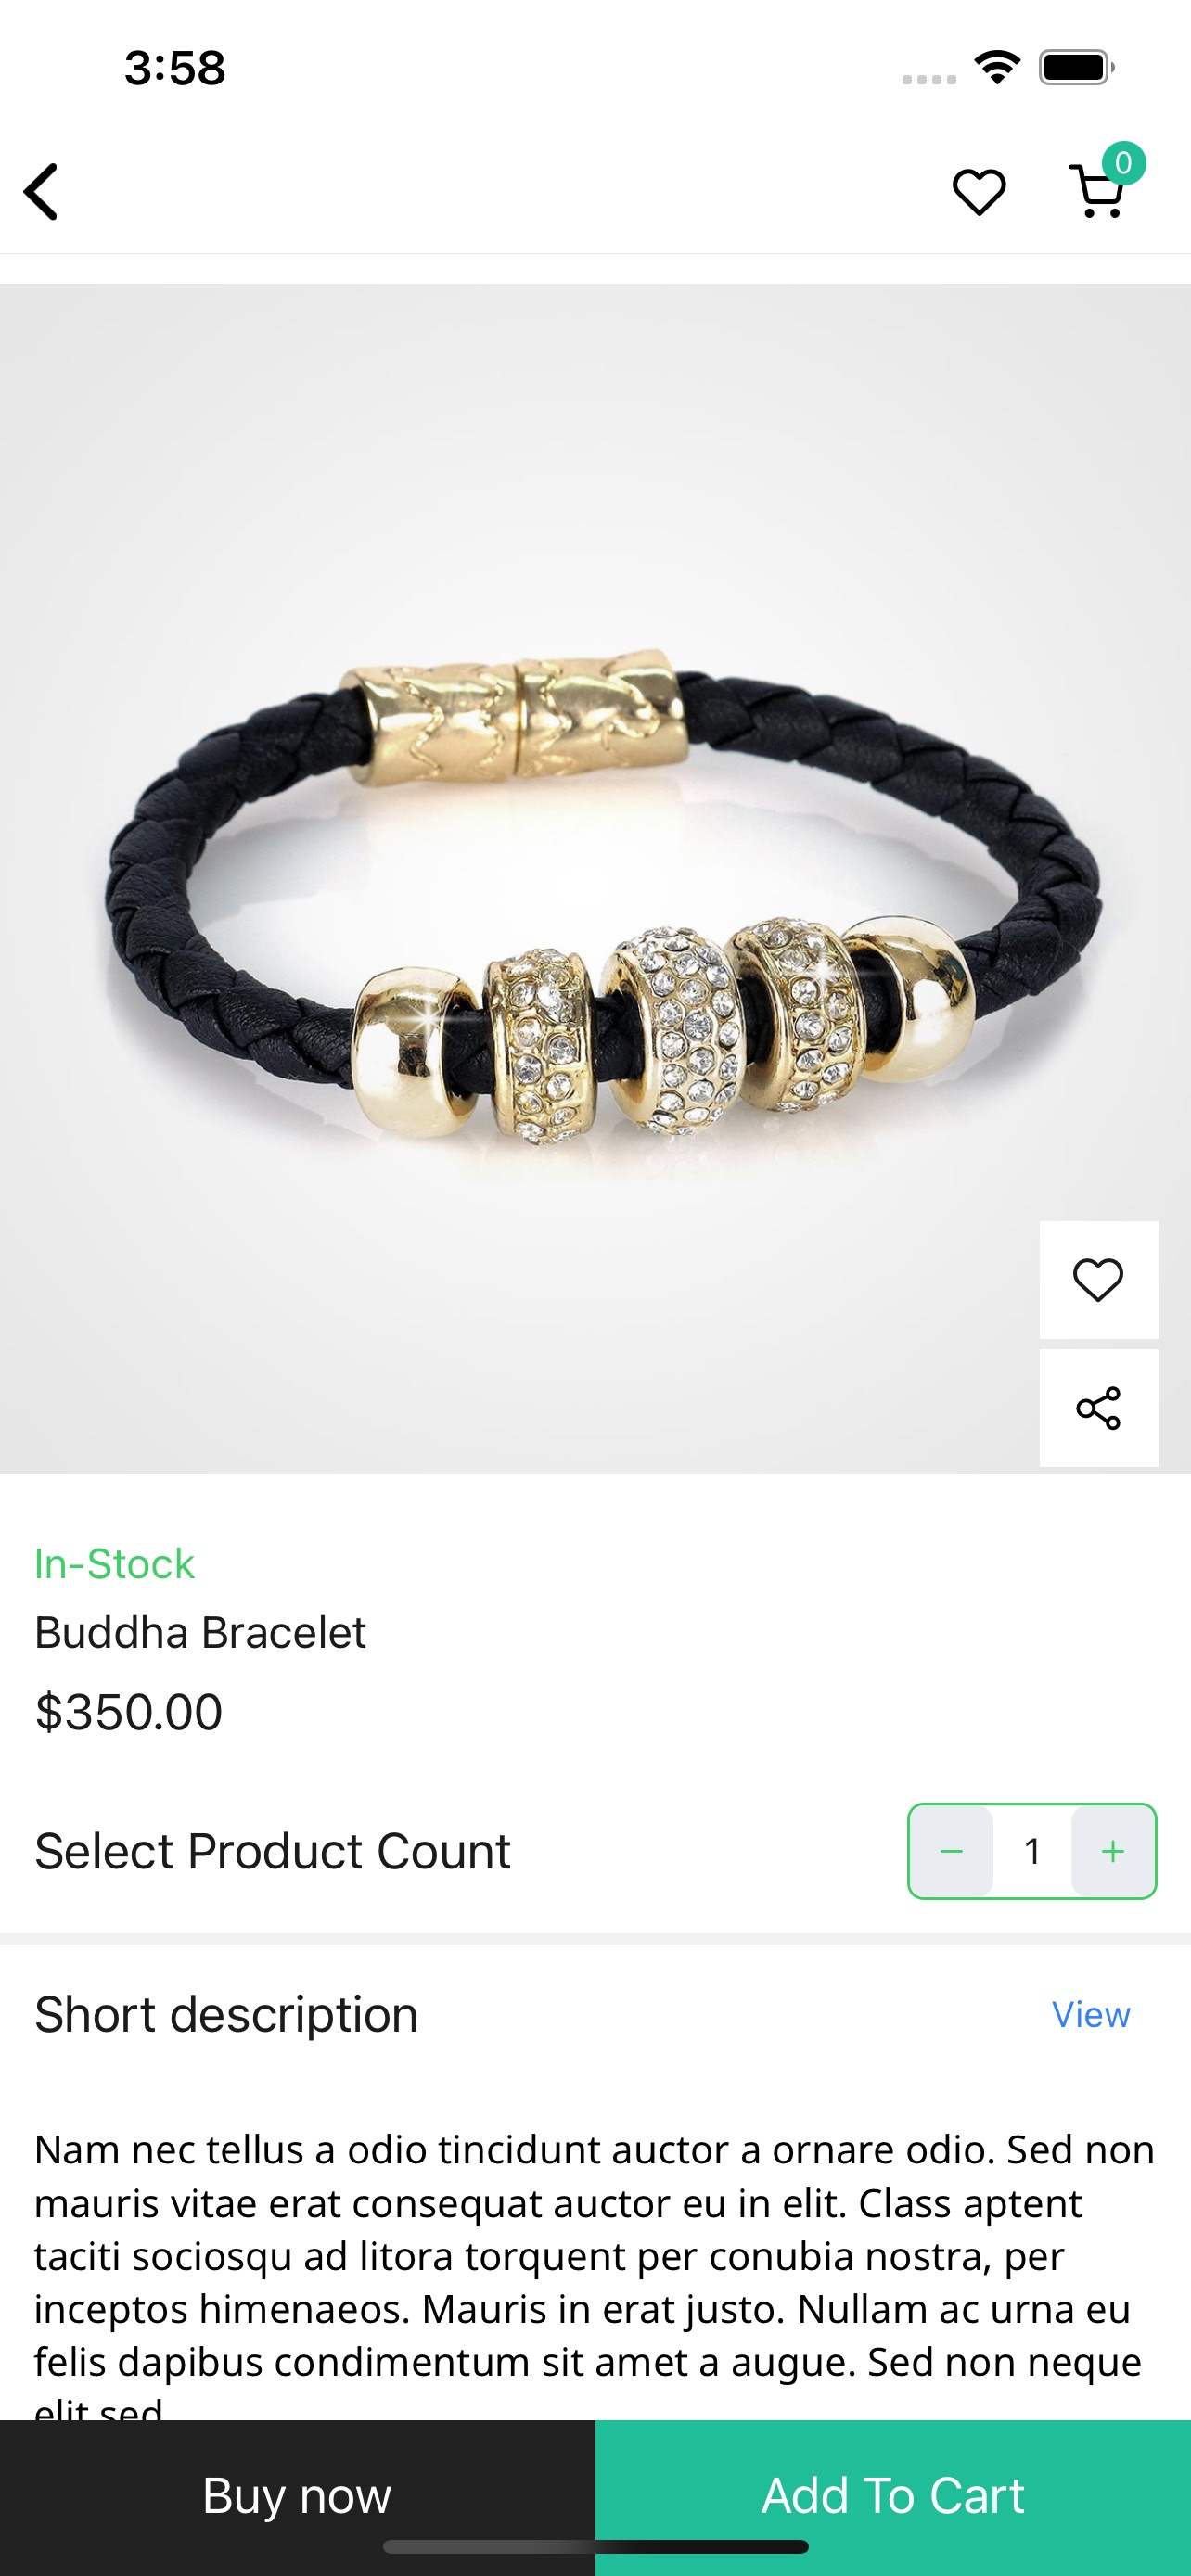 3:58
0
In-Stock
Buddha Bracelet
$350.00
Select Product Count
− 1 +
Short description
View
Nam nec tellus a odio tincidunt auctor a ornare odio. Sed non
mauris vitae erat consequat auctor eu in elit. Class aptent
taciti sociosqu ad litora torquent per conubia nostra, per
inceptos himenaeos. Mauris in erat justo. Nullam ac urna eu
felis dapibus condimentum sit amet a augue. Sed non neque
elit sed
Buy now
Add To Cart